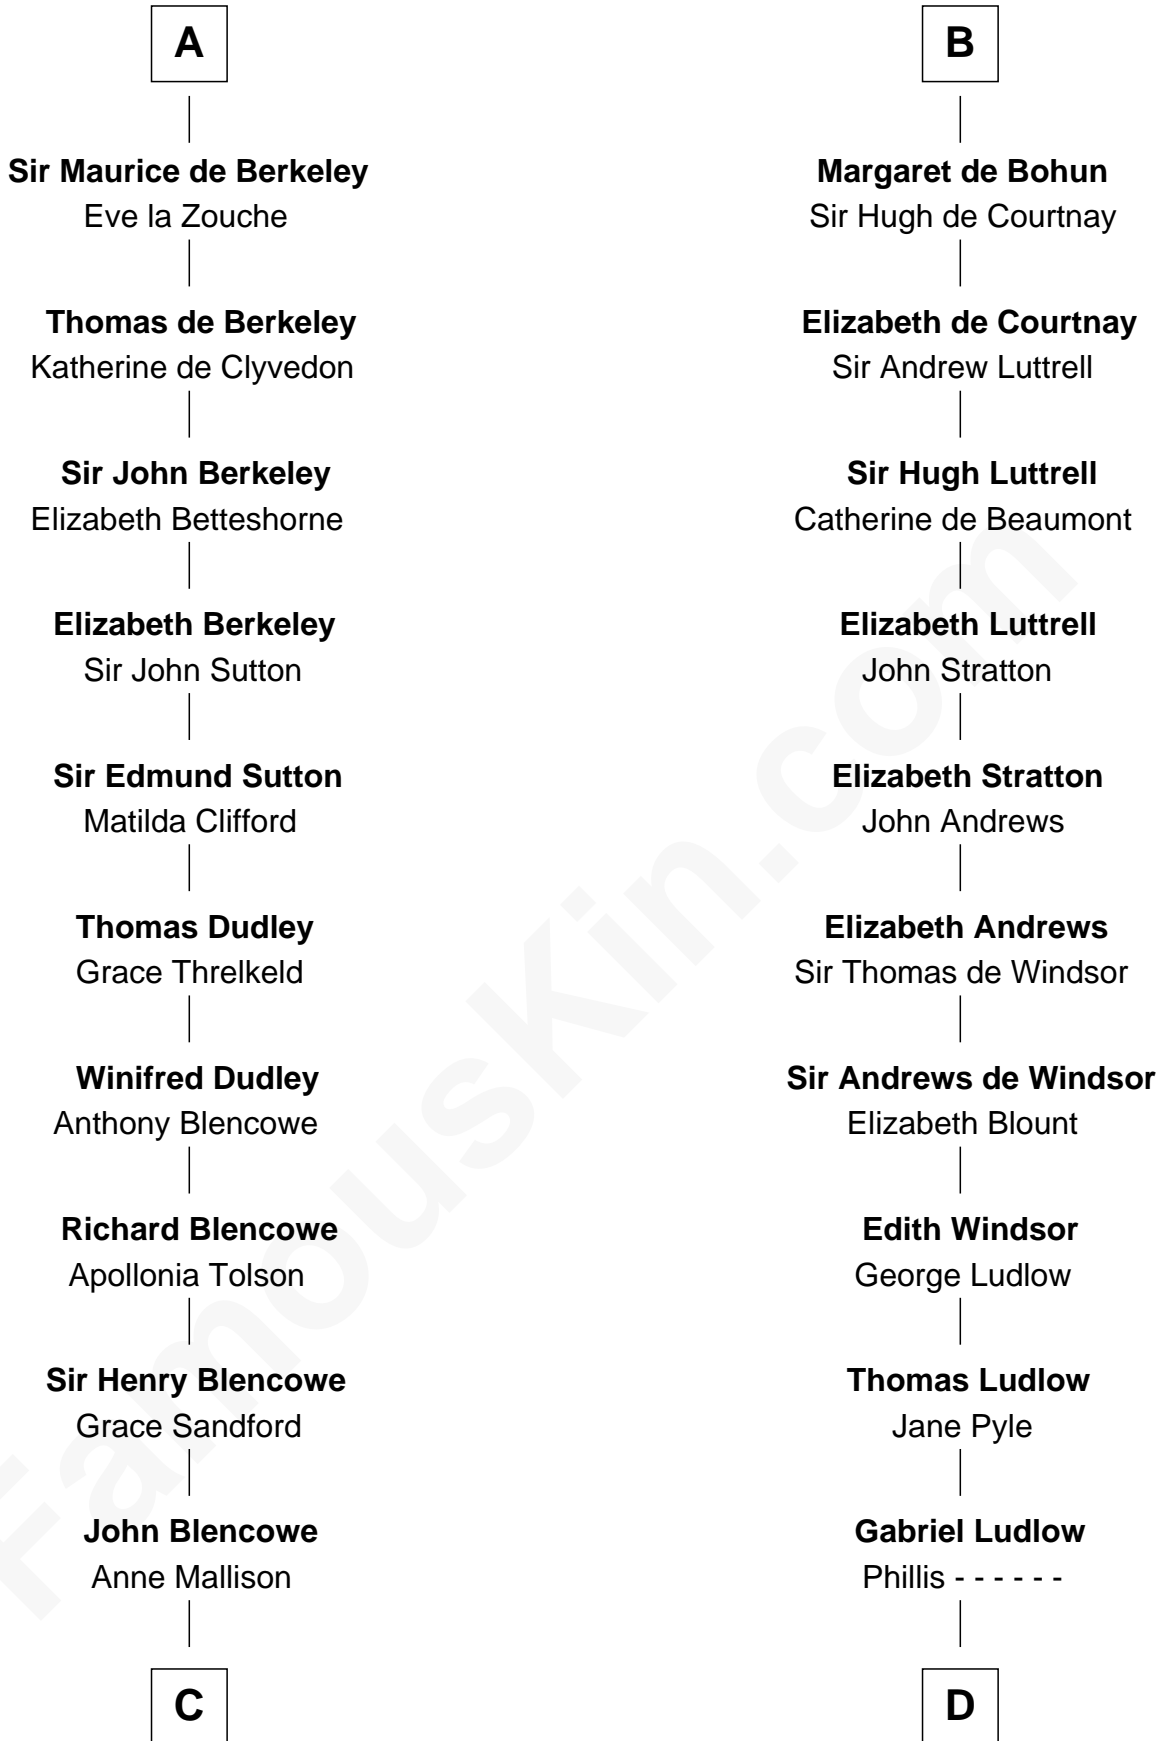 A
Sir Maurice de Berkeley
Eve la Zouche
Thomas de Berkeley
Katherine de Clyvedon
Sir John Berkeley
Elizabeth Betteshorne
Elizabeth Berkeley
Sir John Sutton
Sir Edmund Sutton
Matilda Clifford
Thomas Dudley
Grace Threlkeld
Winifred Dudley
Anthony Blencowe
Richard Blencowe
Apollonia Tolson
Sir Henry Blencowe
Grace Sandford
John Blencowe
Anne Mallison
C
B
Margaret de Bohun
Sir Hugh de Courtnay
Elizabeth de Courtnay
Sir Andrew Luttrell
Sir Hugh Luttrell
Catherine de Beaumont
Elizabeth Luttrell
John Stratton
Elizabeth Stratton
John Andrews
Elizabeth Andrews
Sir Thomas de Windsor
Sir Andrews de Windsor
Elizabeth Blount
Edith Windsor
George Ludlow
Thomas Ludlow
Jane Pyle
Gabriel Ludlow
Phillis - - - - - -
D
FamousKin.com